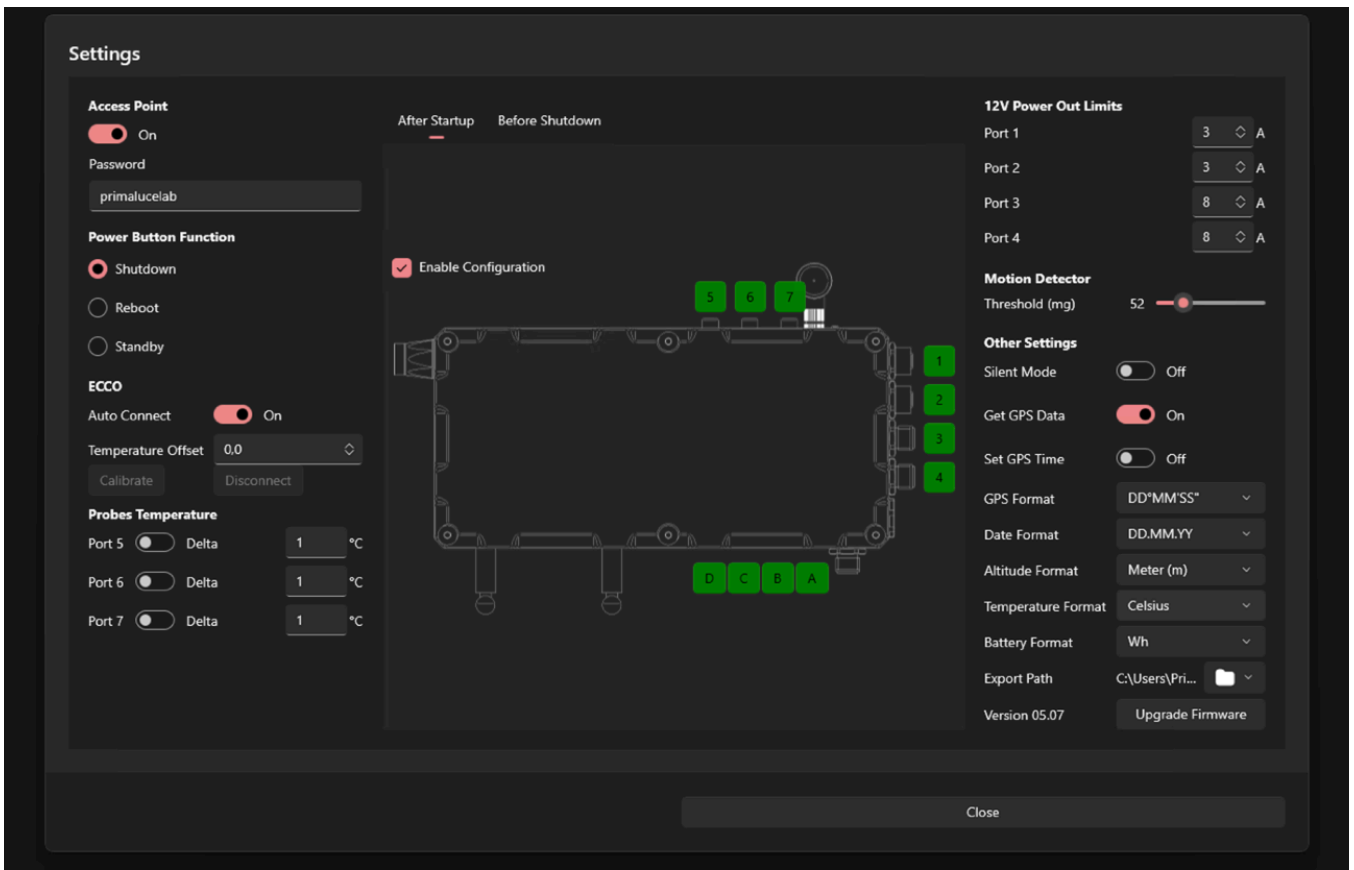 Settings
Access Point
On
Password
primalucelab
Power Button Function
Shutdown
Reboot
Standby
ECCO
Auto Connect On
Temperature Offset 0,0
Calibrate Disconnect
Probes Temperature
Port 5 Delta 1 °C
Port 6 Delta 1 °C
Port 7 Delta 1 °C
After Startup Before Shutdown
Enable Configuration
5 6 7
1
2
3
4
D C B A
12V Power Out Limits
Port 1 3 A
Port 2 3 A
Port 3 8 A
Port 4 8 A
Motion Detector
Threshold (mg) 52
Other Settings
Silent Mode Off
Get GPS Data On
Set GPS Time Off
GPS Format DD°MM'SS"
Date Format DD.MM.YY
Altitude Format Meter (m)
Temperature Format Celsius
Battery Format Wh
Export Path C:\Users\Pri...
Version 05.07 Upgrade Firmware
Close